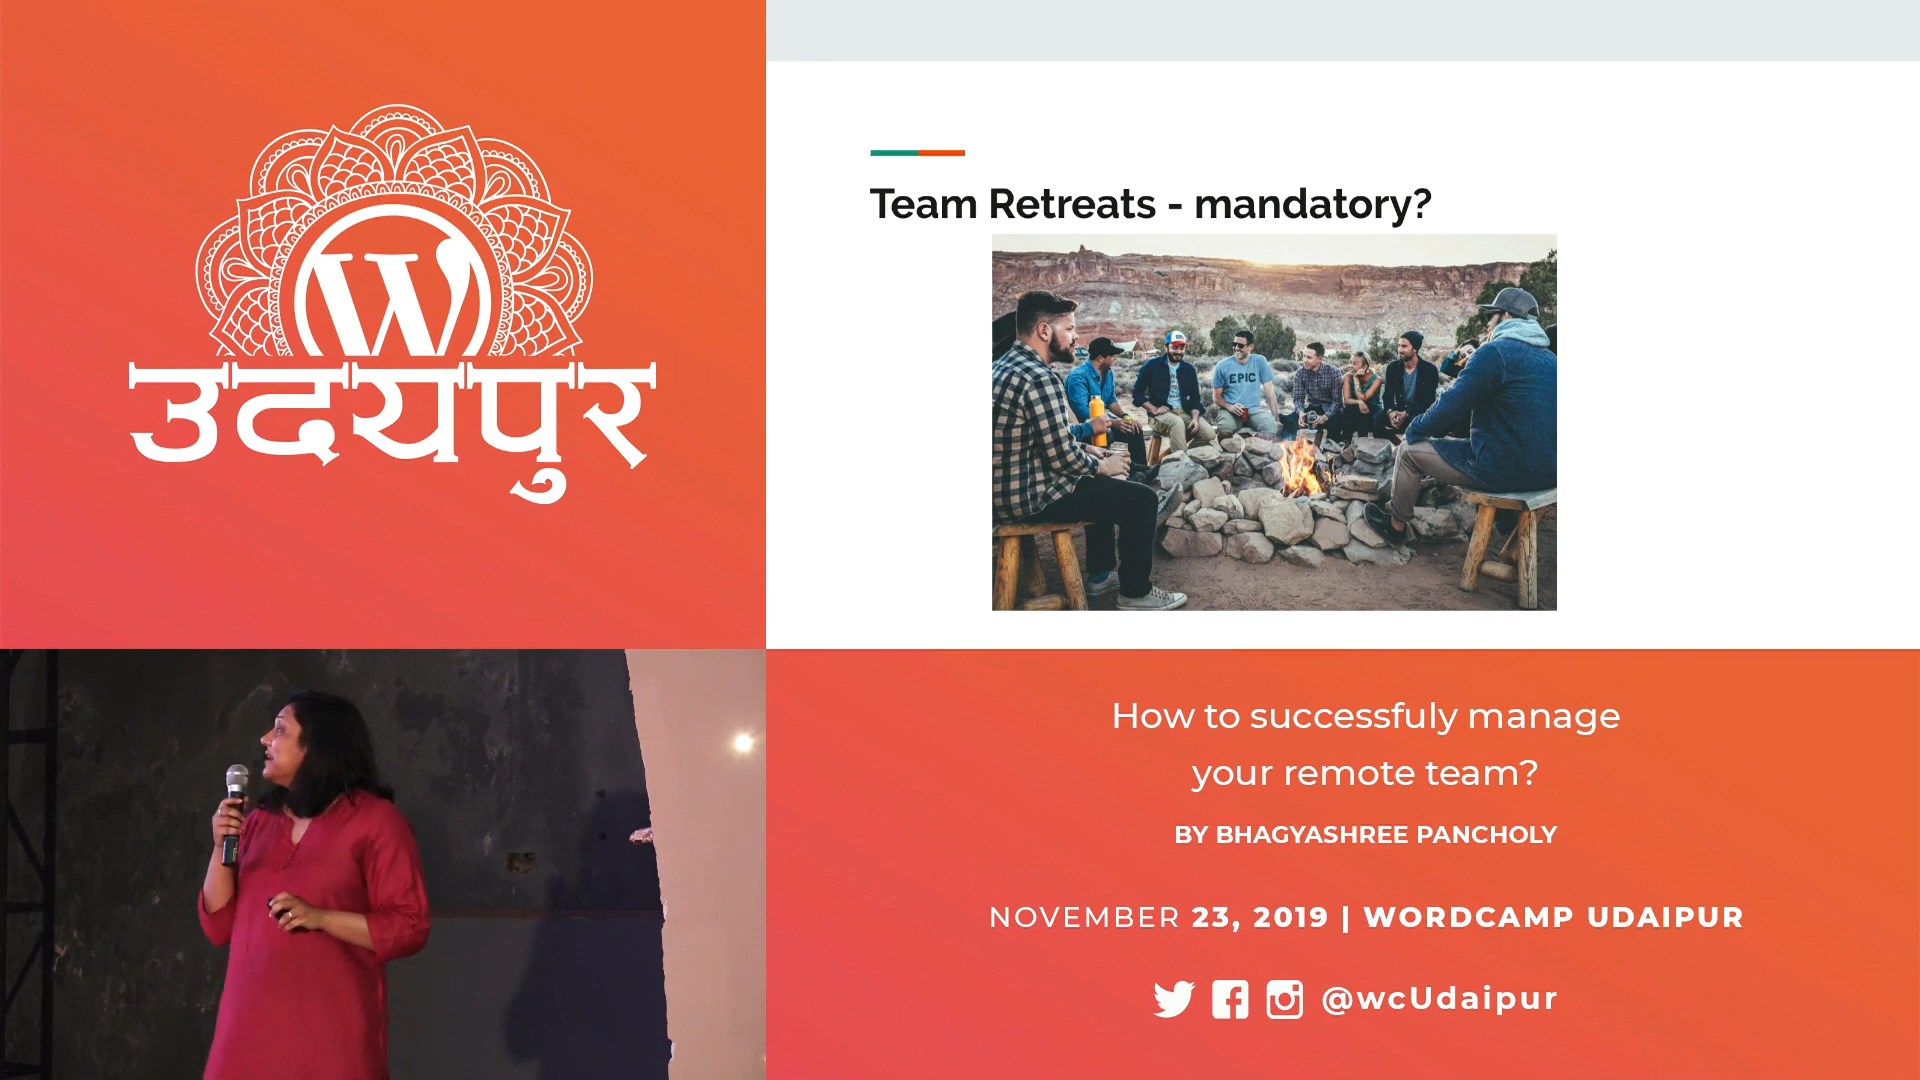 उदयपुर
Team Retreats - mandatory?
EPIC
How to successfuly manage
your remote team?
BY BHAGYASHREE PANCHOLY
NOVEMBER 23, 2019 | WORDCAMP UDAIPUR
@wcUdaipur